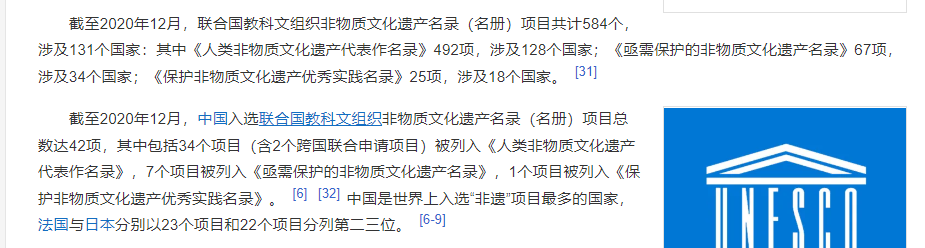 截至2020年12月，联合国教科文组织非物质文化遗产名录（名册）项目共计584个，
涉及131个国家：其中《人类非物质文化遗产代表作名录》492项，涉及128个国家；《亟需保护的非物质文化遗产名录》67项，
涉及34个国家；《保护非物质文化遗产优秀实践名录》25项，涉及18个国家。 [31]
截至2020年12月，中国入选联合国教科文组织非物质文化遗产名录（名册）项目总
数达42项，其中包括34个项目（含2个跨国联合申请项目）被列入《人类非物质文化遗产
代表作名录》，7个项目被列入《亟需保护的非物质文化遗产名录》，1个项目被列入《保
护非物质文化遗产优秀实践名录》。 [6] [32] 中国是世界上入选“非遗”项目最多的国家，
法国与日本分别以23个项目和22个项目分列第二三位。 [6-9]
UNESCO